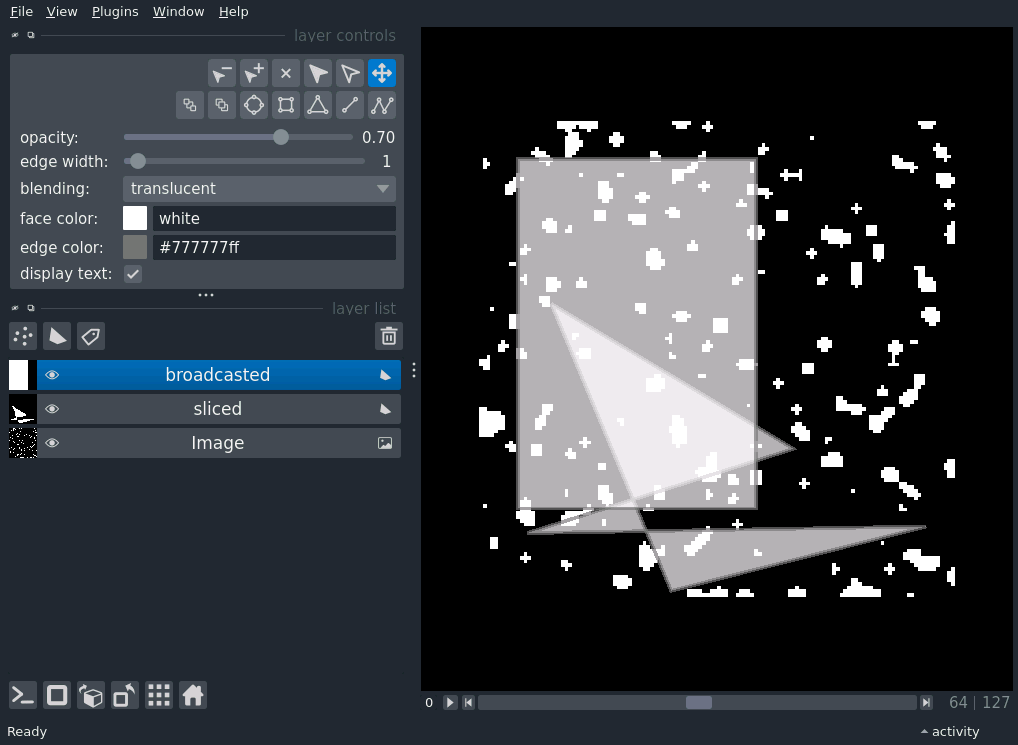 File View Plugins Window Help
layer controls
opacity: 0.70
edge width: 1
blending: translucent
face color: white
edge color: #777777ff
display text:
layer list
broadcasted
sliced
Image
0 64 | 127
Ready activity